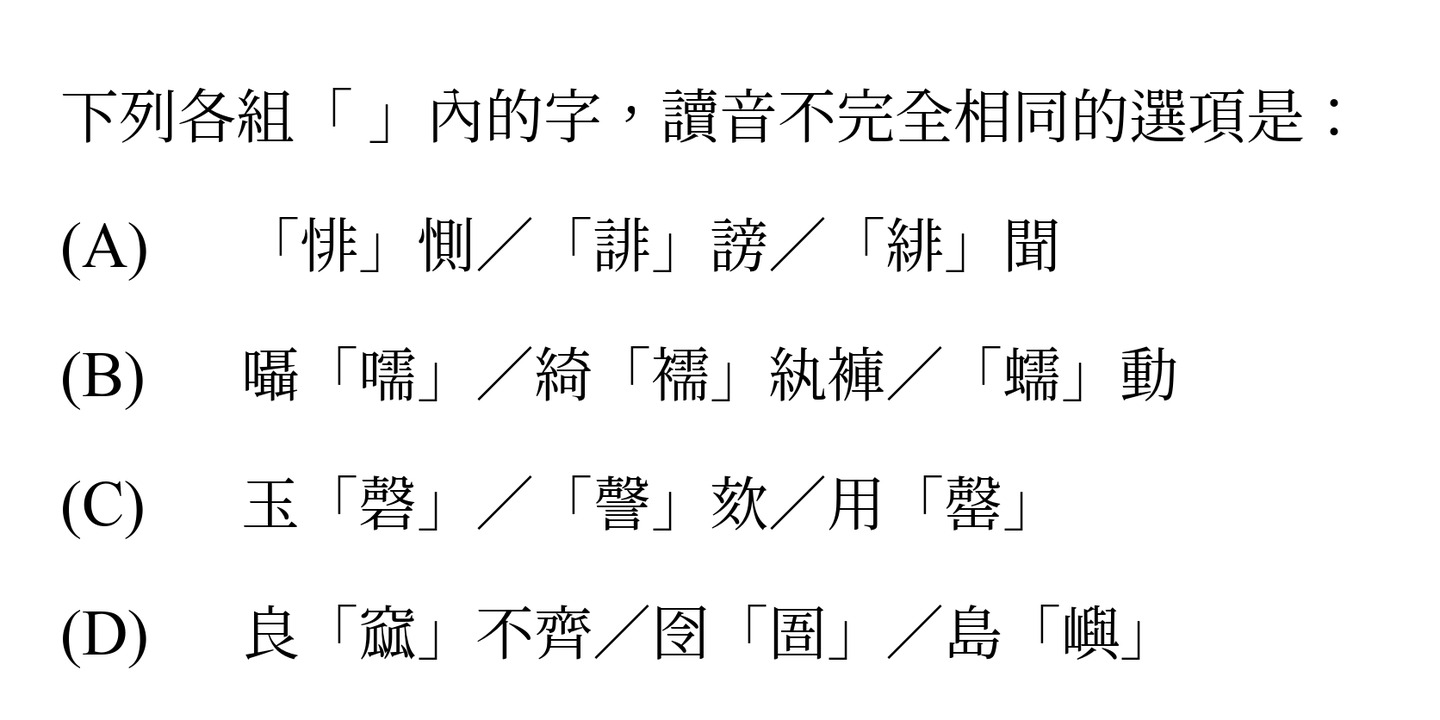 下列各組「 」內的字，讀音不完全相同的選項是：
(A) 「悱」惻／「誹」謗／「緋」聞
(B) 囁「嚅」／綺「襦」紈褲／「蠕」動
(C) 玉「磬」／「謦」欬／用「罄」
(D) 良「窳」不齊／囹「圄」／島「嶼」